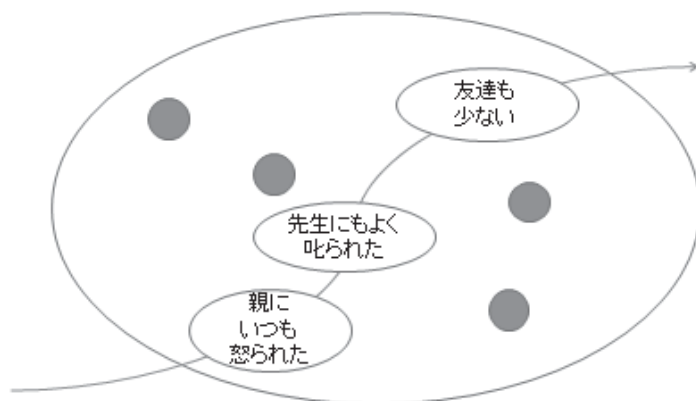 友達も
少ない
先生にもよく
叱られた
親に
いつも
怒られた